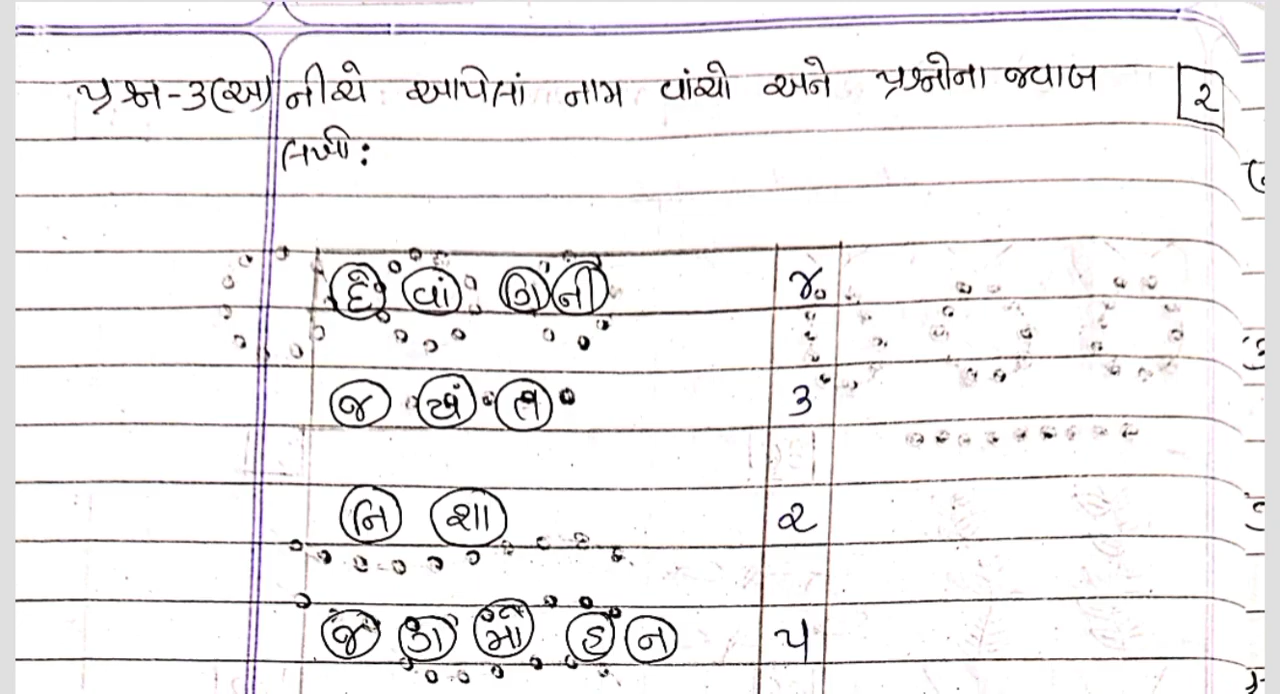 પ્રશ્ન-3(અ) નીચે આપેલાં નામ વાંચો અને પ્રશ્નોના જવાબ ૨
લખો:
દે વાં ગિ ની ૪
જ યં ત ૩
નિ શા ૨
જ ગ મો હ ન ૫